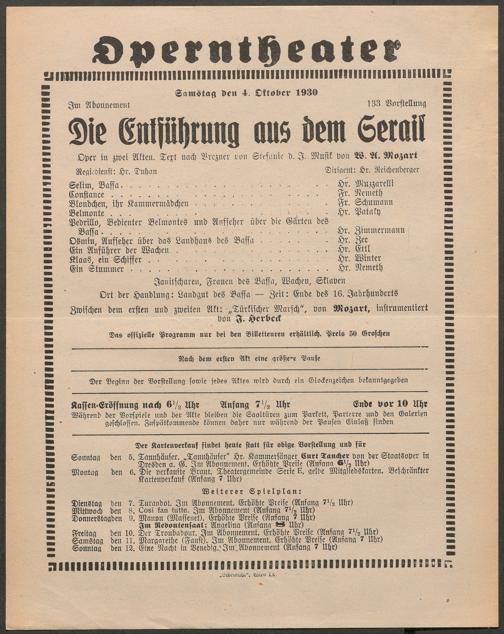 Operntheater
Samstag den 4. Oktober 1930
Im Abonnement 133 Vorstellung
Die Entführung aus dem Serail
Oper in zwei Akten. Text nach Brezner von Stefanie d. J. Musik von W. A. Mozart
Regiedienst: Hr. Duhan Dirigent: Hr. Reichenberger
Selim, Bassa Hr. Muzzarelli
Constanze Fr. Nemeth
Blondchen, ihr Kammermädchen Fr. Schumann
Belmonte Hr. Pataky
Pedrillo, Bedienter Belmontes und Aufseher über die Gärten des
Bassa Hr. Zimmermann
Osmin, Aufseher über das Landhaus des Bassa Hr. Zec
Ein Anführer der Wachen Hr. Ettl
Klaas, ein Schiffer Hr. Winter
Ein Stummer Hr. Nemeth
Janitscharen, Frauen des Bassa, Wachen, Sklaven
Ort der Handlung: Landgut des Bassa — Zeit: Ende des 16. Jahrhunderts
Zwischen dem ersten und zweiten Akt: „Türkischer Marsch", von Mozart, instrumentiert
von J. Herbeck
Das offizielle Programm nur bei den Billetteuren erhältlich. Preis 50 Groschen
Nach dem ersten Akt eine größere Pause
Der Beginn der Vorstellung sowie jedes Aktes wird durch ein Glockenzeichen bekanntgegeben
Kassen-Eröffnung nach 6½ Uhr Anfang 7½ Uhr Ende vor 10 Uhr
Während der Vorspiele und der Akte bleiben die Saaltüren zum Parkett, Parterre und den Galerien
geschlossen. Zuspätkommende können daher nur während der Pausen Einlaß finden
Der Kartenverkauf findet heute statt für obige Vorstellung und für
Sonntag den 5. Tannhäuser. „Tannhäuser" Hr. Kammersänger Curt Taucher von der Staatsoper in
Dresden a. G. Im Abonnement. Erhöhte Preise (Anfang 6½ Uhr)
Montag den 6. Die verkaufte Braut. Theatergemeinde Serie E, gelbe Mitgliedskarten. Beschränkter
Kartenverkauf (Anfang 7 Uhr)
Weiterer Spielplan:
Dienstag den 7. Turandot. Im Abonnement. Erhöhte Preise (Anfang 7½ Uhr)
Mittwoch den 8. Cosi fan tutte. Im Abonnement (Anfang 7½ Uhr)
Donnerstag den 9. Manon (Massenet). Erhöhte Preise (Anfang 7 Uhr)
Im Redoutensaal: Angelina (Anfang Uhr)
Freitag den 10. Der Troubadour. Im Abonnement. Erhöhte Preise (Anfang 7½ Uhr)
Samstag den 11. Margarethe (Faust). Im Abonnement. Erhöhte Preise (Anfang 7 Uhr)
Sonntag den 12. Eine Nacht in Venedig. Im Abonnement (Anfang 7 Uhr)